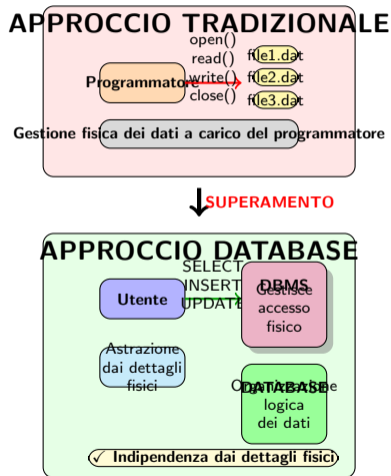 APPROCCIO TRADIZIONALE
Programmatore
open()
read()
write()
close()
file1.dat
file2.dat
file3.dat
Gestione fisica dei dati a carico del programmatore
SUPERAMENTO
APPROCCIO DATABASE
Utente
SELECT
INSERT
UPDATE
DBMS
Gestisce
accesso
fisico
Astrazione
dai dettagli
fisici
DATABASE
Organizzazione
logica
dei dati
✓ Indipendenza dai dettagli fisici